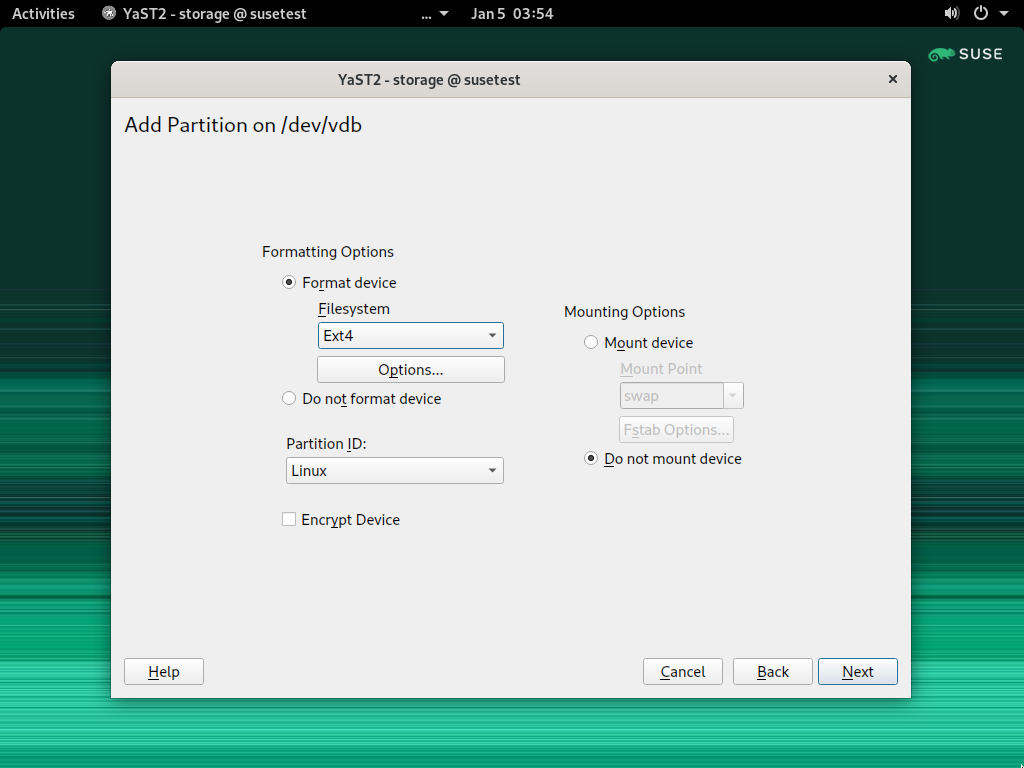 Activities YaST2 - storage @ susetest ... Jan 5 03:54
SUSE
YaST2 - storage @ susetest ×
Add Partition on /dev/vdb
Formatting Options
Format device
Filesystem
Ext4
Options...
Do not format device
Partition ID:
Linux
Encrypt Device
Mounting Options
Mount device
Mount Point
swap
Fstab Options...
Do not mount device
Help Cancel Back Next